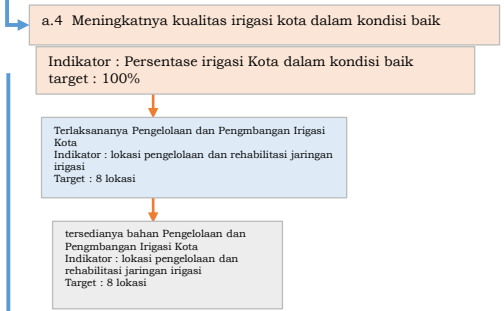 a.4 Meningkatnya kualitas irigasi kota dalam kondisi baik
Indikator : Persentase irigasi Kota dalam kondisi baik
target : 100%
Terlaksananya Pengelolaan dan Pengmbangan Irigasi
Kota
Indikator : lokasi pengelolaan dan rehabilitasi jaringan
irigasi
Target : 8 lokasi
tersedianya bahan Pengelolaan dan
Pengmbangan Irigasi Kota
Indikator : lokasi pengelolaan dan
rehabilitasi jaringan irigasi
Target : 8 lokasi